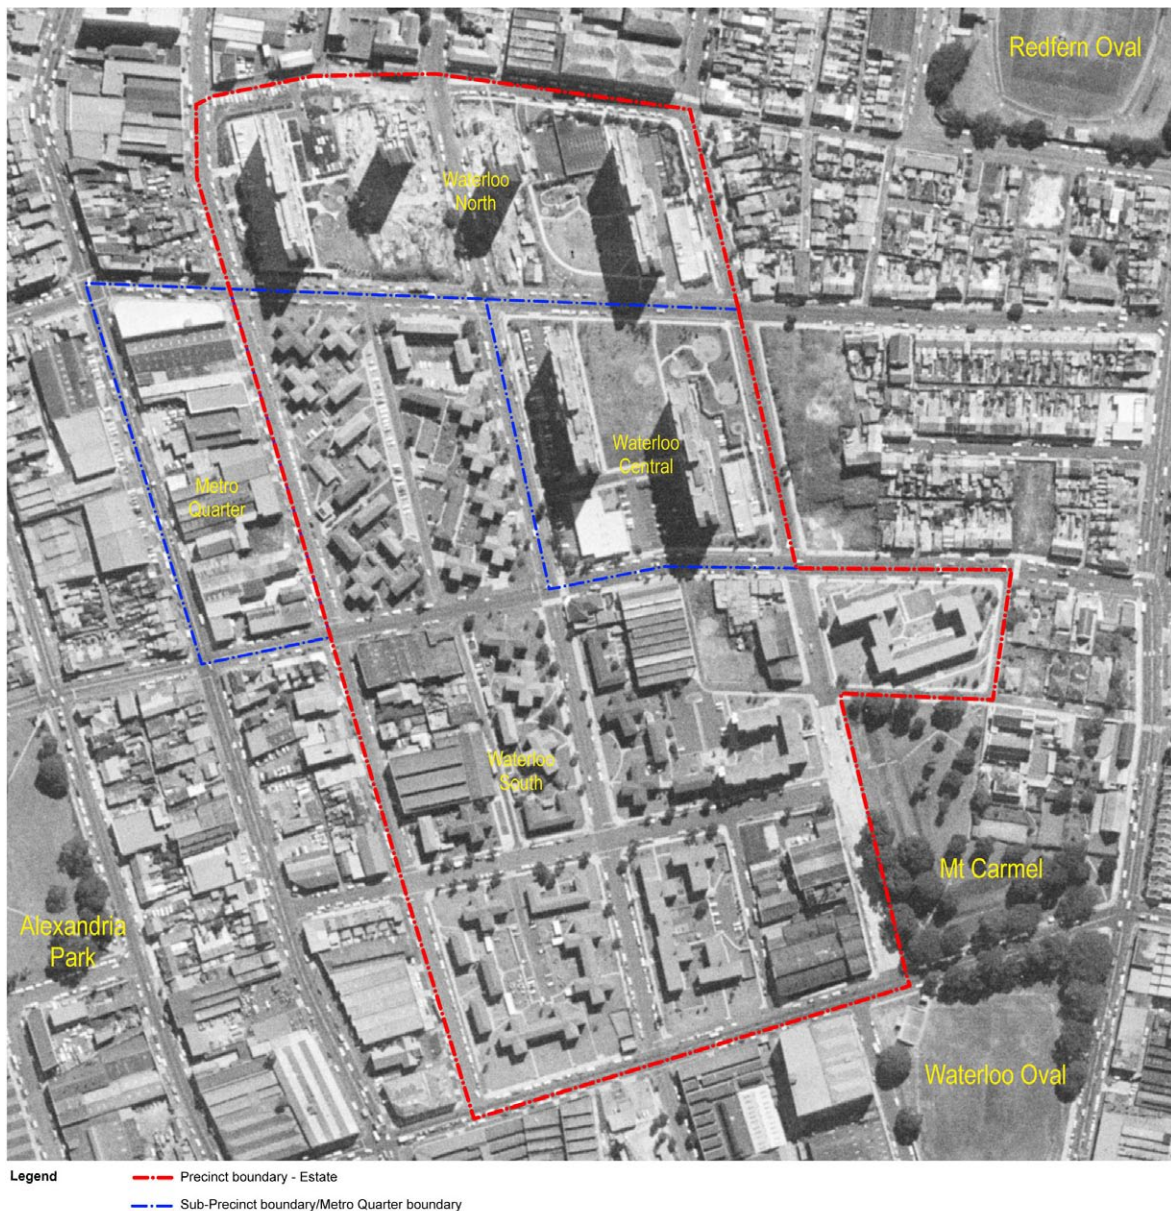 Redfern Oval
Waterloo
North
Waterloo
Central
Metro
Quarter
Waterloo
South
Mt Carmel
Alexandria
Park
Waterloo Oval
Legend
Precinct boundary - Estate
Sub-Precinct boundary/Metro Quarter boundary